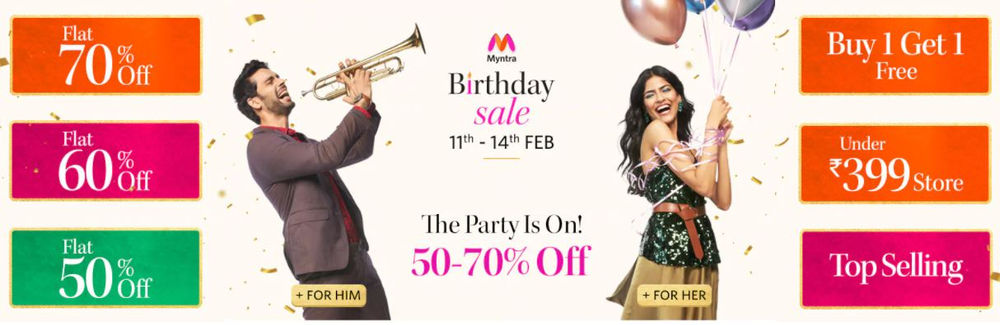 Flat
70% Off
Flat
60% Off
Flat
50% Off
Myntra
Birthday
sale
11th - 14th FEB
The Party Is On!
50-70% Off
+ FOR HIM
+ FOR HER
Buy 1 Get 1
Free
Under
₹399 Store
Top Selling